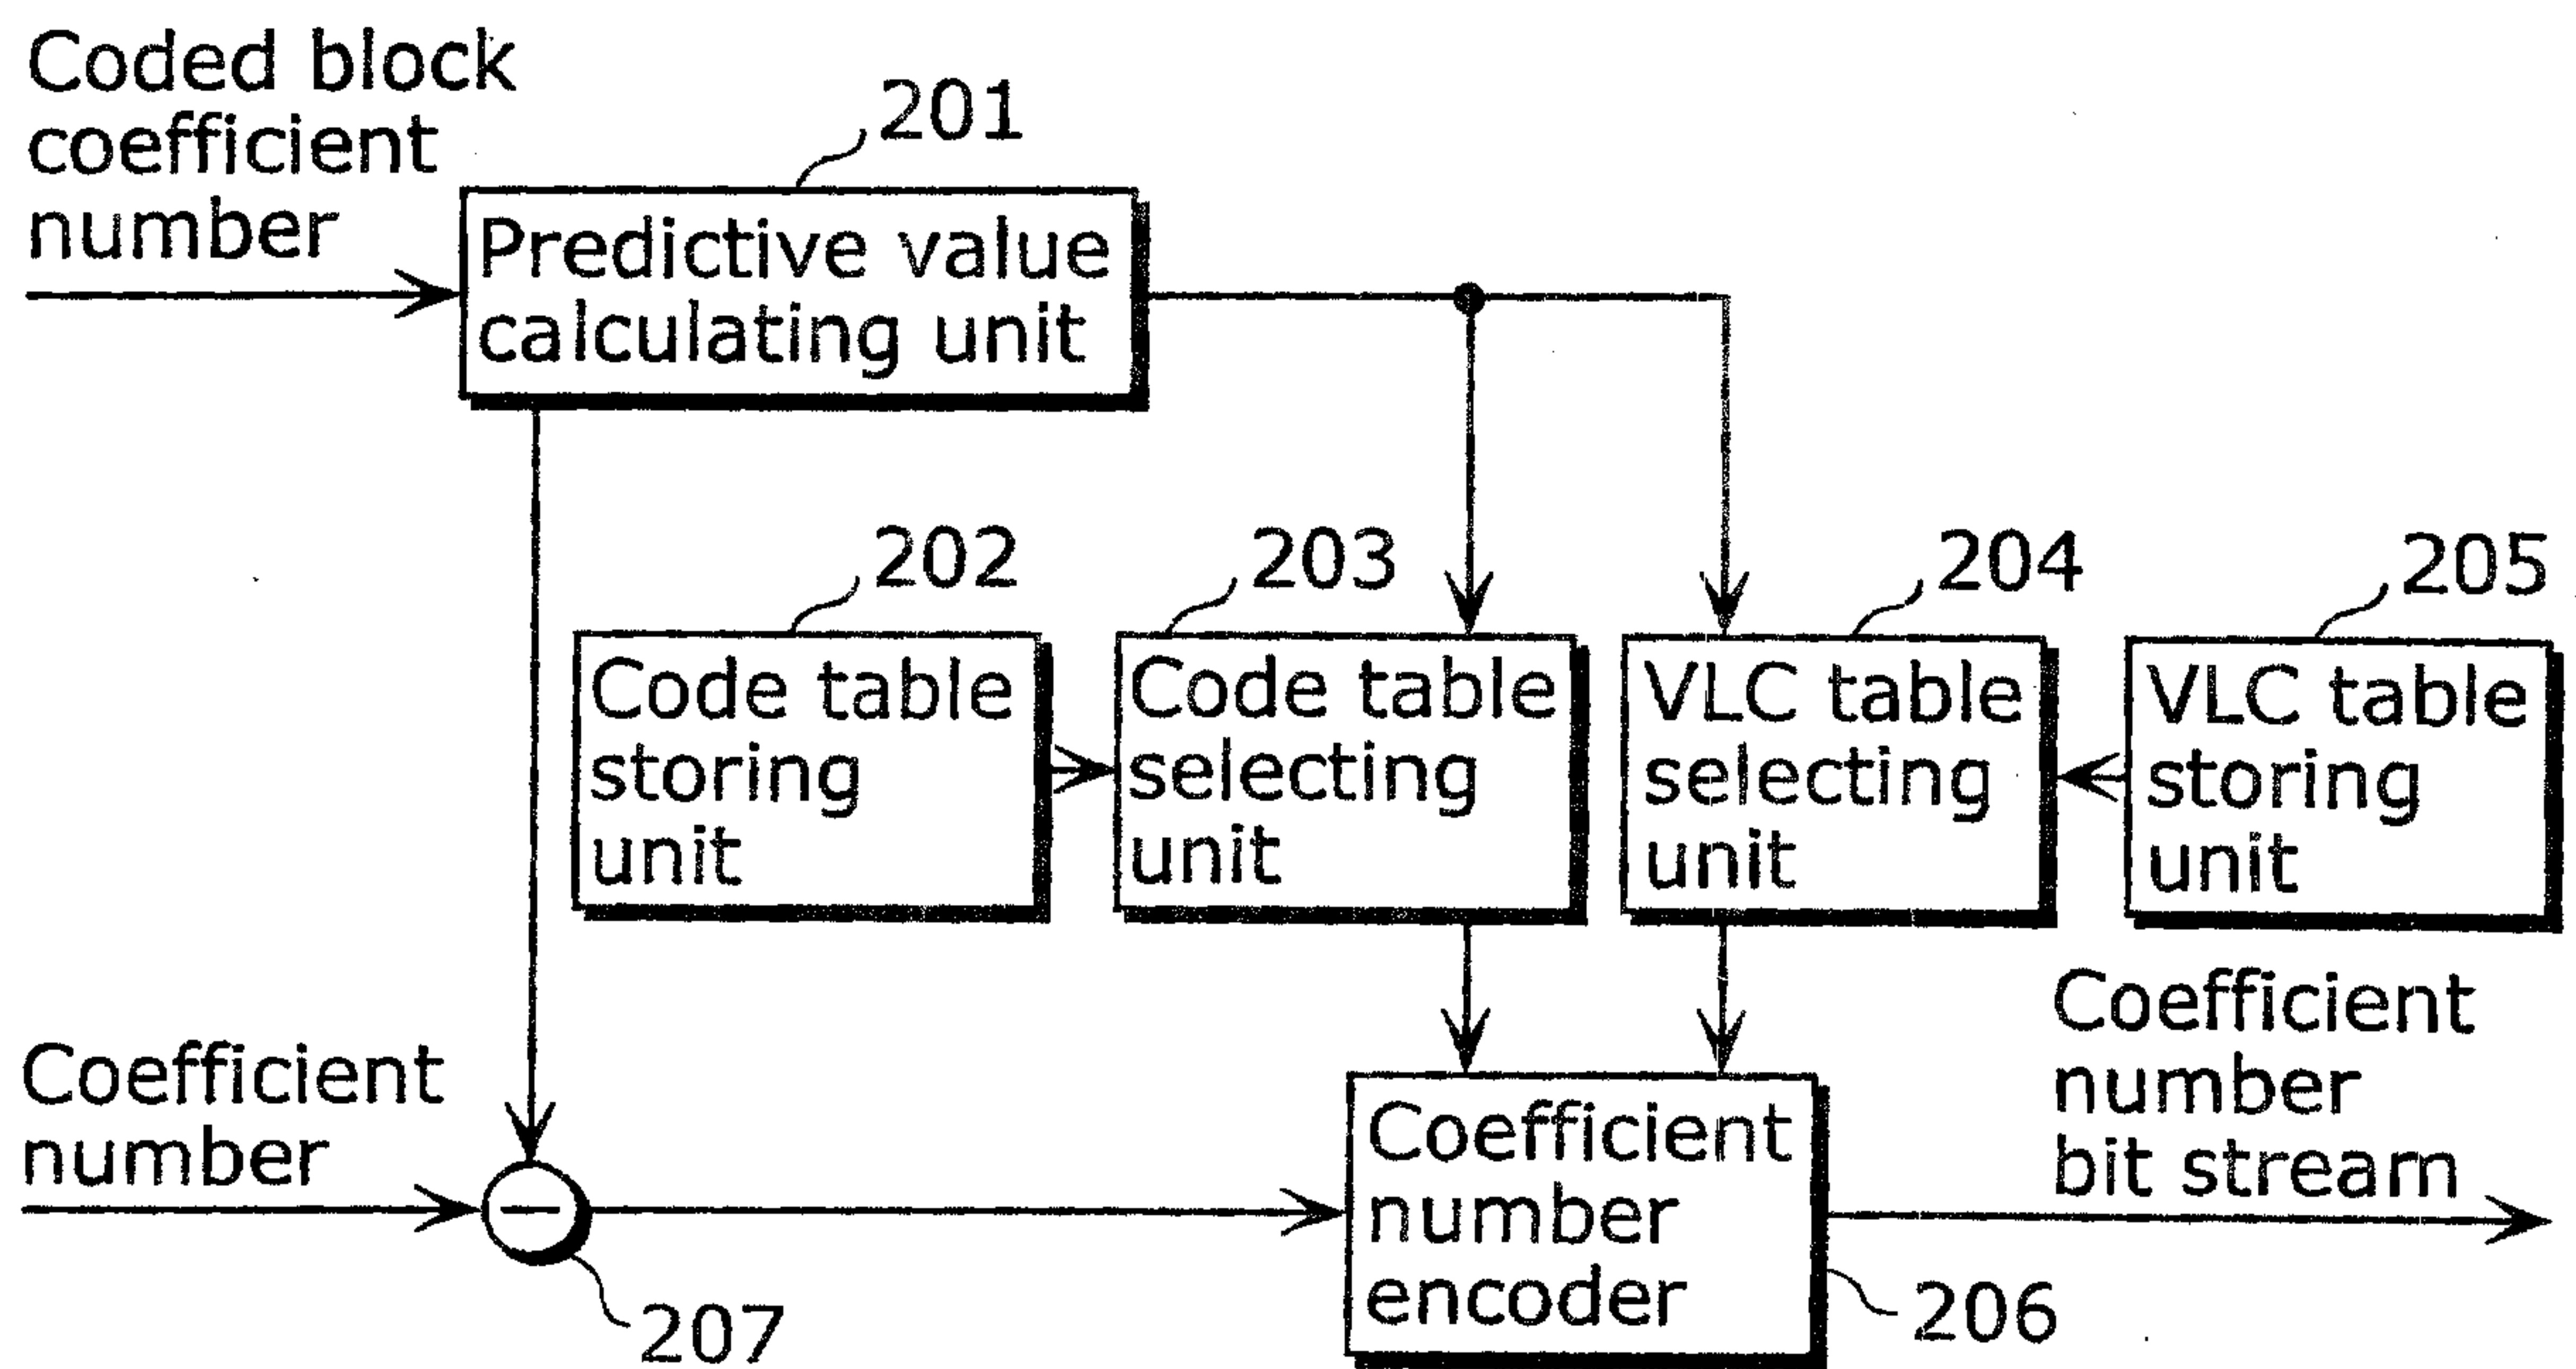 Coded block
coefficient
number
201
Predictive value
calculating unit
202
203
204
205
Code table
storing
unit
Code table
selecting
unit
VLC table
selecting
unit
VLC table
storing
unit
Coefficient
number
Coefficient
number
encoder
Coefficient
number
bit stream
207
206